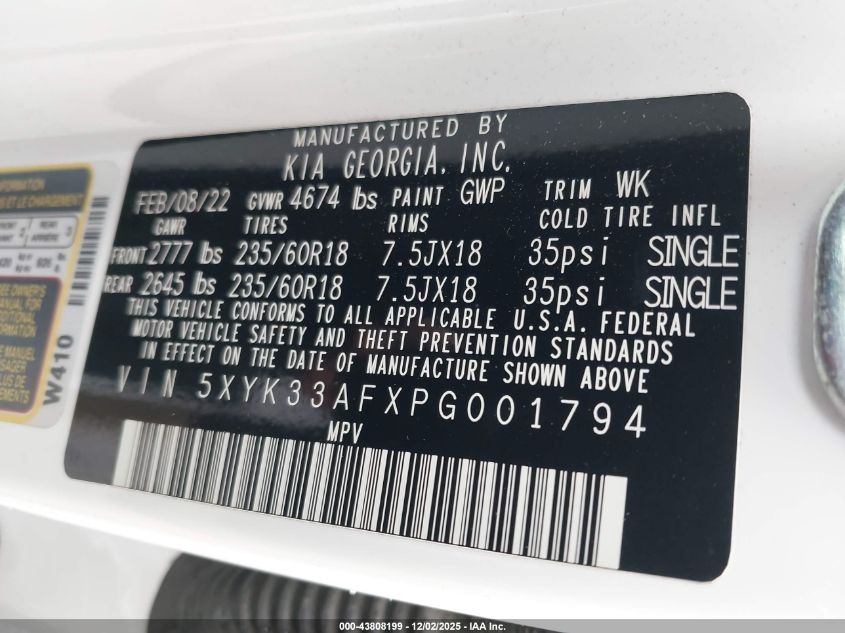 MANUFACTURED BY
KIA GEORGIA, INC.
FEB/08/22 GVWR 4674 lbs PAINT GWP TRIM WK
GAWR TIRES RIMS COLD TIRE INFL
FRONT 2777 lbs 235/60R18 7.5JX18 35psi SINGLE
REAR 2645 lbs 235/60R18 7.5JX18 35psi SINGLE
THIS VEHICLE CONFORMS TO ALL APPLICABLE U.S.A. FEDERAL
MOTOR VEHICLE SAFETY AND THEFT PREVENTION STANDARDS
IN EFFECT ON THE DATE OF MANUFACTURE SHOWN ABOVE
VIN 5XYK33AFXPG001794
MPV
W410
000-43808199 - 12/02/2025 - IAA Inc.